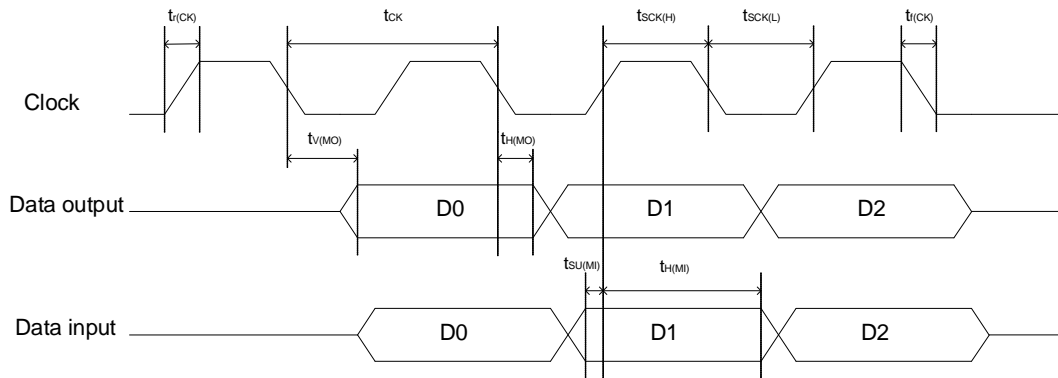 tr(CK) tCK tSCK(H) tSCK(L) tf(CK)
Clock
tV(MO) tH(MO)
Data output D0 D1 D2
tSU(MI) tH(MI)
Data input D0 D1 D2